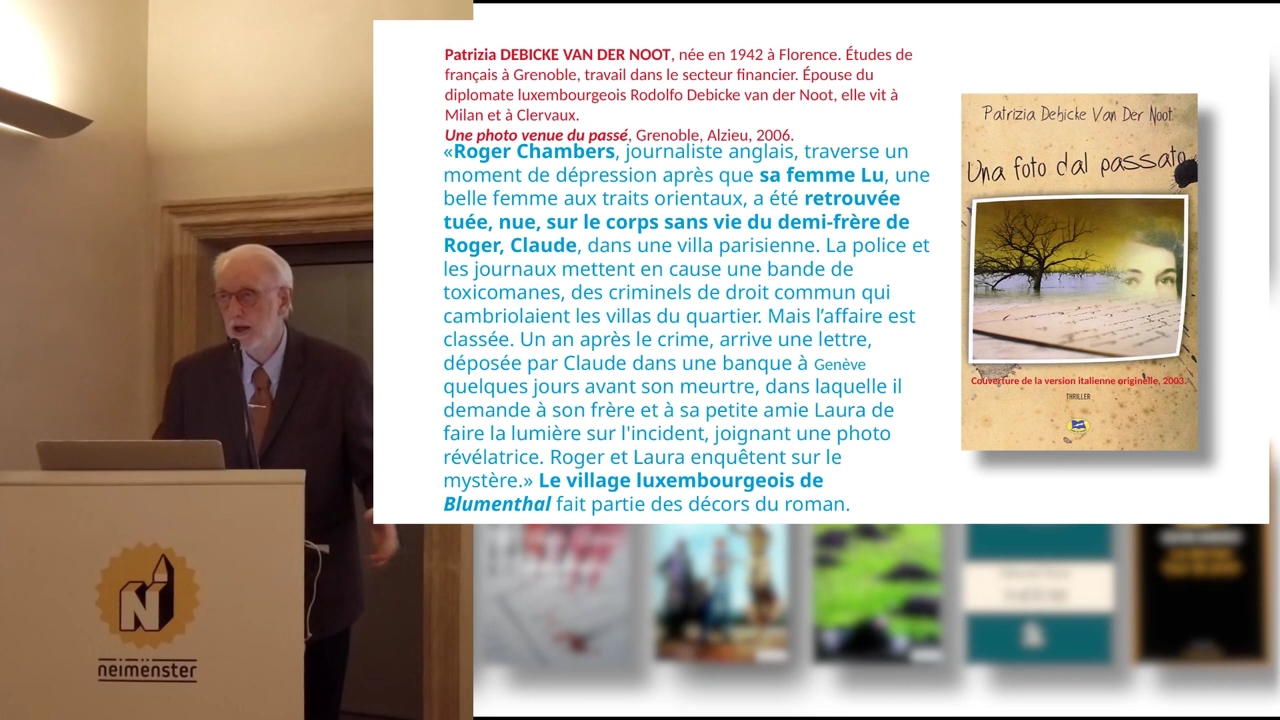 Patrizia DEBICKE VAN DER NOOT, née en 1942 à Florence. Études de
français à Grenoble, travail dans le secteur financier. Épouse du
diplomate luxembourgeois Rodolfo Debicke van der Noot, elle vit à
Milan et à Clervaux.
Une photo venue du passé, Grenoble, Alzieu, 2006.
«Roger Chambers, journaliste anglais, traverse un
moment de dépression après que sa femme Lu, une
belle femme aux traits orientaux, a été retrouvée
tuée, nue, sur le corps sans vie du demi-frère de
Roger, Claude, dans une villa parisienne. La police et
les journaux mettent en cause une bande de
toxicomanes, des criminels de droit commun qui
cambriolaient les villas du quartier. Mais l’affaire est
classée. Un an après le crime, arrive une lettre,
déposée par Claude dans une banque à Genève
quelques jours avant son meurtre, dans laquelle il
demande à son frère et à sa petite amie Laura de
faire la lumière sur l'incident, joignant une photo
révélatrice. Roger et Laura enquêtent sur le
mystère.» Le village luxembourgeois de
Blumenthal fait partie des décors du roman.
Patrizia Debicke Van Der Noot
Una foto dal passato
Couverture de la version italienne originelle, 2003.
THRILLER
N
neimënster